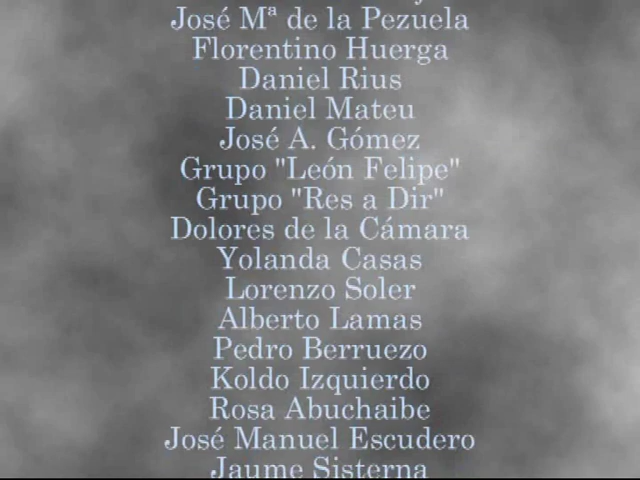 José Mª de la Pezuela
Florentino Huerga
Daniel Rius
Daniel Mateu
José A. Gómez
Grupo "León Felipe"
Grupo "Res a Dir"
Dolores de la Cámara
Yolanda Casas
Lorenzo Soler
Alberto Lamas
Pedro Berruezo
Koldo Izquierdo
Rosa Abuchaibe
José Manuel Escudero
Jaume Sisterna